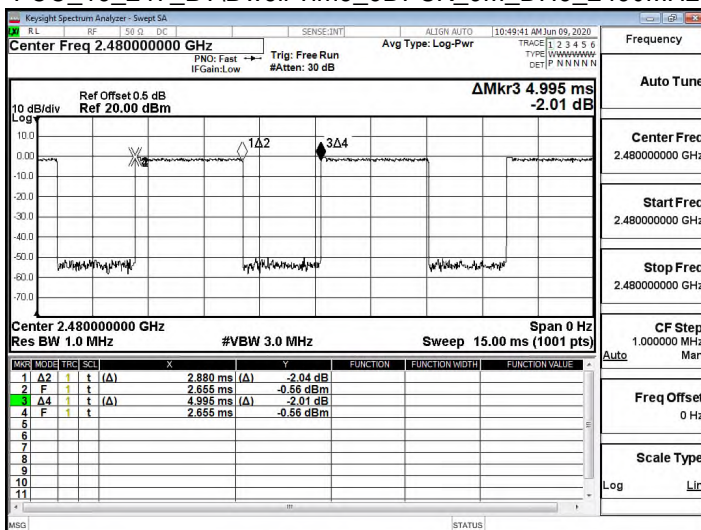 Keysight Spectrum Analyzer - Swept SA
LXI RL RF 50 Ω DC SENSE:INT ALIGN AUTO 10:49:41 AM Jun 09, 2020
Center Freq 2.480000000 GHz
PNO: Fast
IFGain:Low
Trig: Free Run
#Atten: 30 dB
Avg Type: Log-Pwr
TRACE 1 2 3 4 5 6
TYPE WWWWWW
DET P N N N N N
Ref Offset 0.5 dB
Ref 20.00 dBm
ΔMkr3 4.995 ms
-2.01 dB
10 dB/div
Log
10.0
0.00
-10.0
-20.0
-30.0
-40.0
-50.0
-60.0
-70.0
1Δ2
3Δ4
Center 2.480000000 GHz
Span 0 Hz
Res BW 1.0 MHz #VBW 3.0 MHz Sweep 15.00 ms (1001 pts)
MKR MODE TRC SCL X Y FUNCTION FUNCTION WIDTH FUNCTION VALUE
1 Δ2 1 t (Δ) 2.880 ms (Δ) -2.04 dB
2 F 1 t 2.655 ms -0.56 dBm
3 Δ4 1 t (Δ) 4.995 ms (Δ) -2.01 dB
4 F 1 t 2.655 ms -0.56 dBm
5
6
7
8
9
10
11
MSG STATUS
Frequency
Auto Tune
Center Freq
2.480000000 GHz
Start Freq
2.480000000 GHz
Stop Freq
2.480000000 GHz
CF Step
1.000000 MHz
Auto Man
Freq Offset
0 Hz
Scale Type
Log Lin